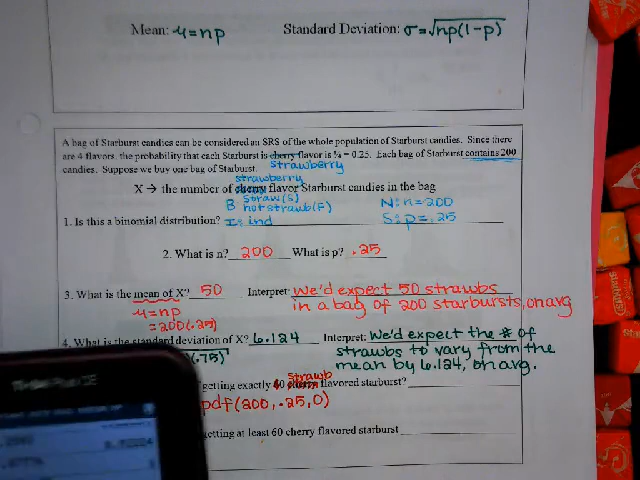 Mean: μ=np Standard Deviation: σ=√np(1-p)
A bag of Starburst candies can be considered an SRS of the whole population of Starburst candies. Since there
are 4 flavors, the probability that each Starburst is cherry flavor is ¼ = 0.25. Each bag of Starburst contains 200
strawberry
candies. Suppose we buy one bag of Starburst.
strawberry
X → the number of cherry flavor Starburst candies in the bag
B straw(S) N: n=200
not strawb(F)
1. Is this a binomial distribution? I: ind S: p=.25
2. What is n? 200 What is p? .25
3. What is the mean of X? 50 Interpret: We'd expect 50 strawbs
in a bag of 200 starbursts, on avg
μ=np
=200(.25)
4. What is the standard deviation of X? 6.124 Interpret: We'd expect the # of
(.75) strawbs to vary from the
mean by 6.124, on avg.
strawb
getting exactly flavored starburst?
pdf(200, .25, 0)
getting at least 60 cherry flavored starburst